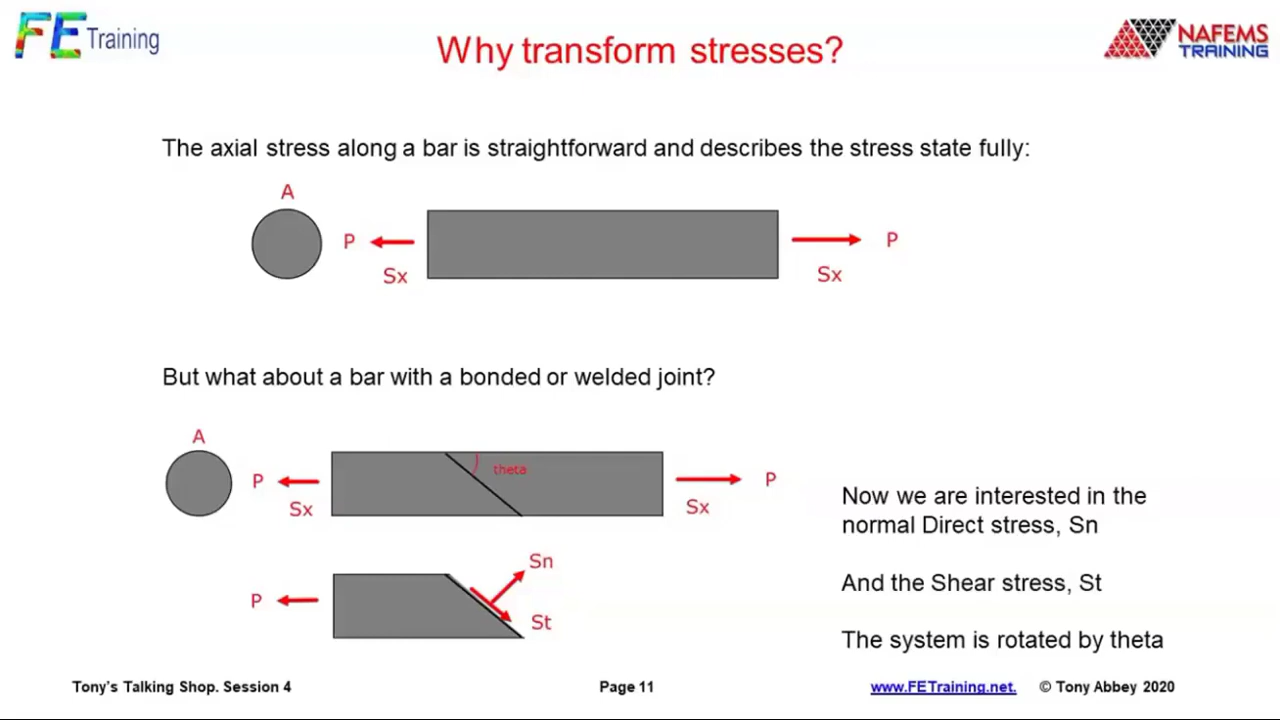 FE Training
Why transform stresses?
NAFEMS
TRAINING
The axial stress along a bar is straightforward and describes the stress state fully:
A
P
Sx
P
Sx
But what about a bar with a bonded or welded joint?
A
P
Sx
theta
P
Sx
P
Sn
St
Now we are interested in the
normal Direct stress, Sn
And the Shear stress, St
The system is rotated by theta
Tony's Talking Shop. Session 4
Page 11
www.FETraining.net.
© Tony Abbey 2020